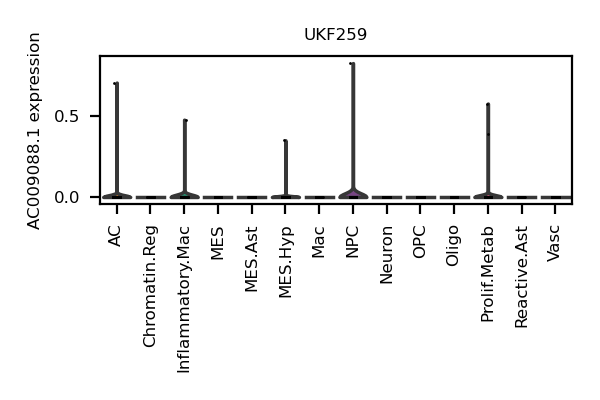 UKF259
AC009088.1 expression
0.5
0.0
AC
Chromatin.Reg
Inflammatory.Mac
MES
MES.Ast
MES.Hyp
Mac
NPC
Neuron
OPC
Oligo
Prolif.Metab
Reactive.Ast
Vasc